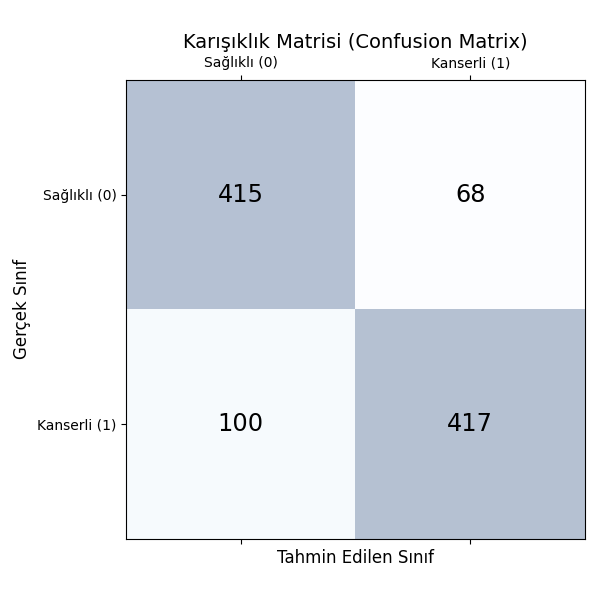 Karışıklık Matrisi (Confusion Matrix)
Sağlıklı (0) Kanserli (1)
Sağlıklı (0) 415 68
Gerçek Sınıf
Kanserli (1) 100 417
Tahmin Edilen Sınıf